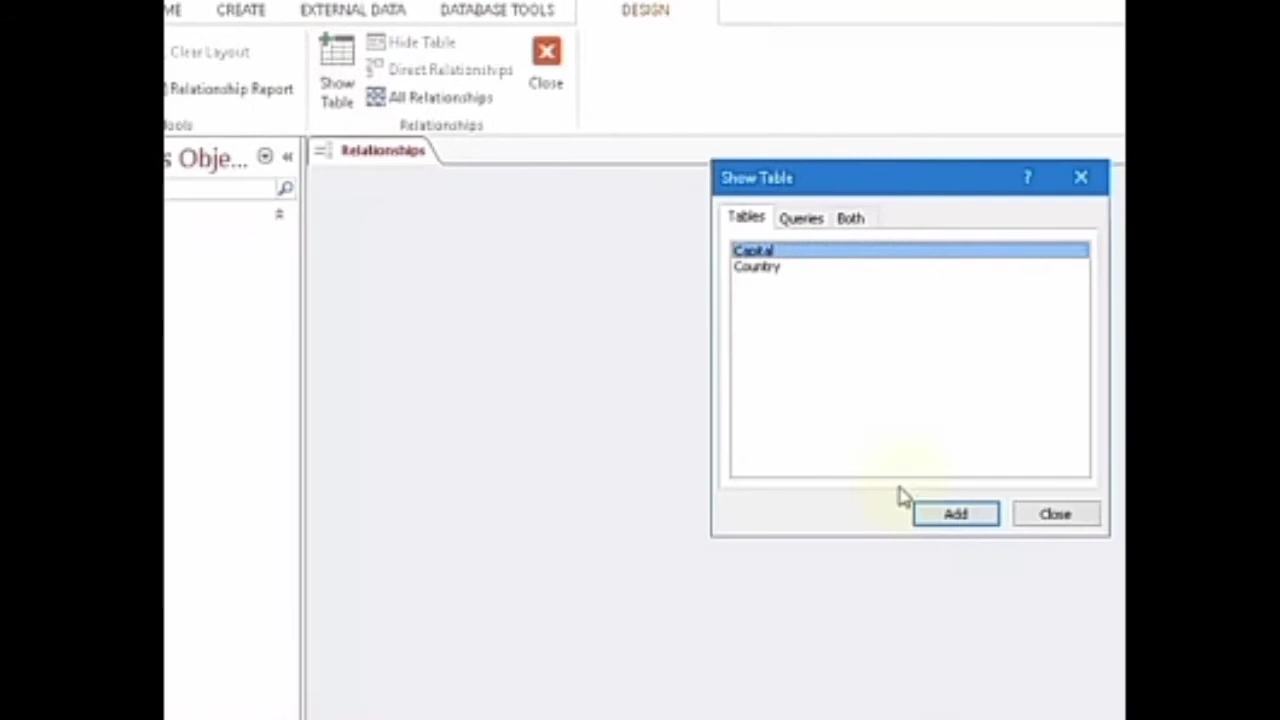 ME CREATE EXTERNAL DATA DATABASE TOOLS DESIGN
Clear Layout
Relationship Report
ools
Show
Table
Hide Table
Direct Relationships
All Relationships
Close
Relationships
s Obje...
Relationships
Show Table
Tables Queries Both
Capital
Country
Add Close